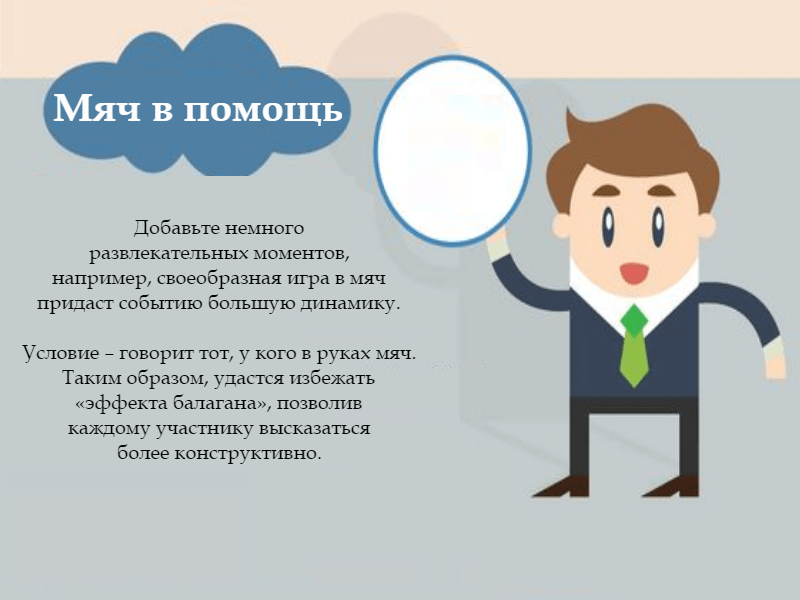 Мяч в помощь
Добавьте немного
развлекательных моментов,
например, своеобразная игра в мяч
придаст событию большую динамику.
Условие – говорит тот, у кого в руках мяч.
Таким образом, удастся избежать
«эффекта балагана», позволив
каждому участнику высказаться
более конструктивно.